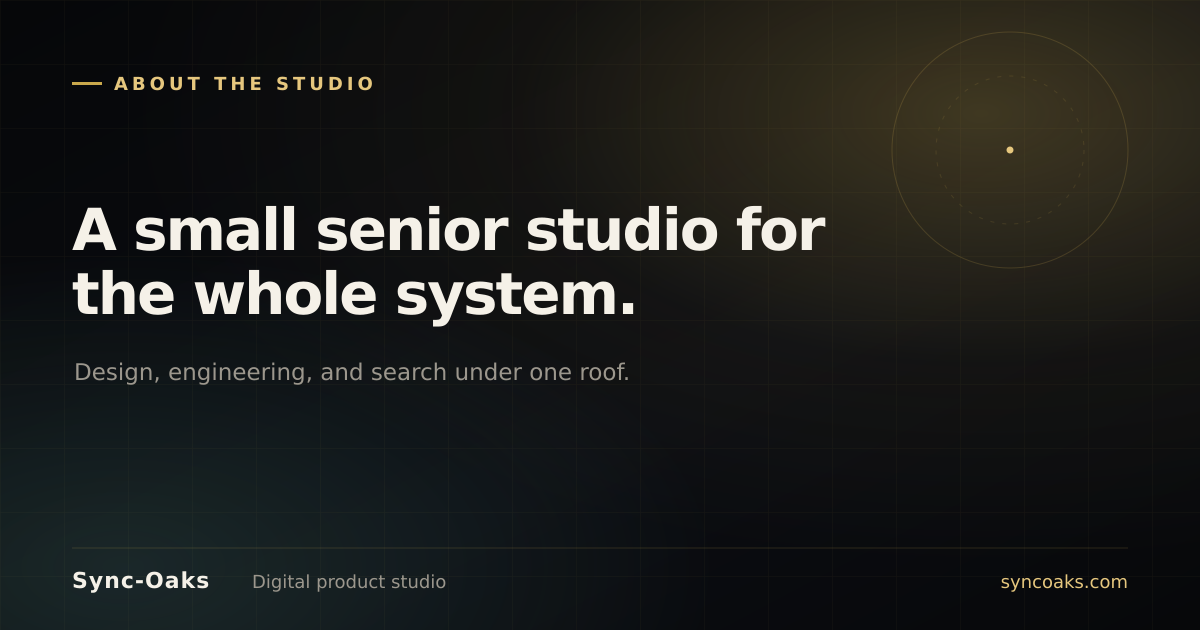 ABOUT THE STUDIO
A small senior studio for
the whole system.
Design, engineering, and search under one roof.
Sync-Oaks Digital product studio syncoaks.com